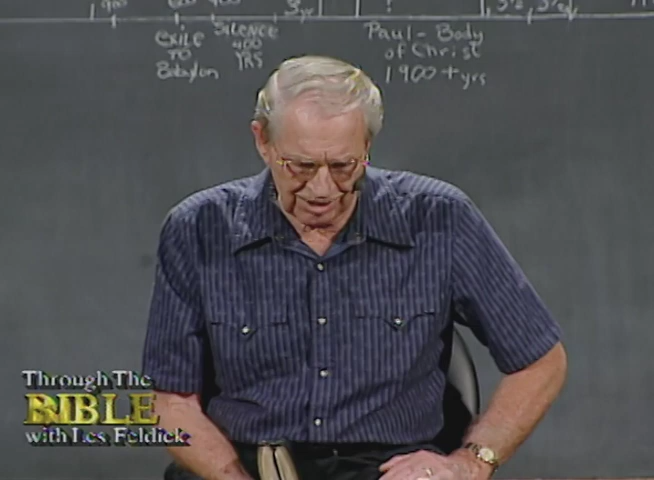 EXILE
TO
Babylon
SILENCE
400
YRS
Paul - Body
of Christ
1900 + yrs
Through The
BIBLE
with Les Feldick